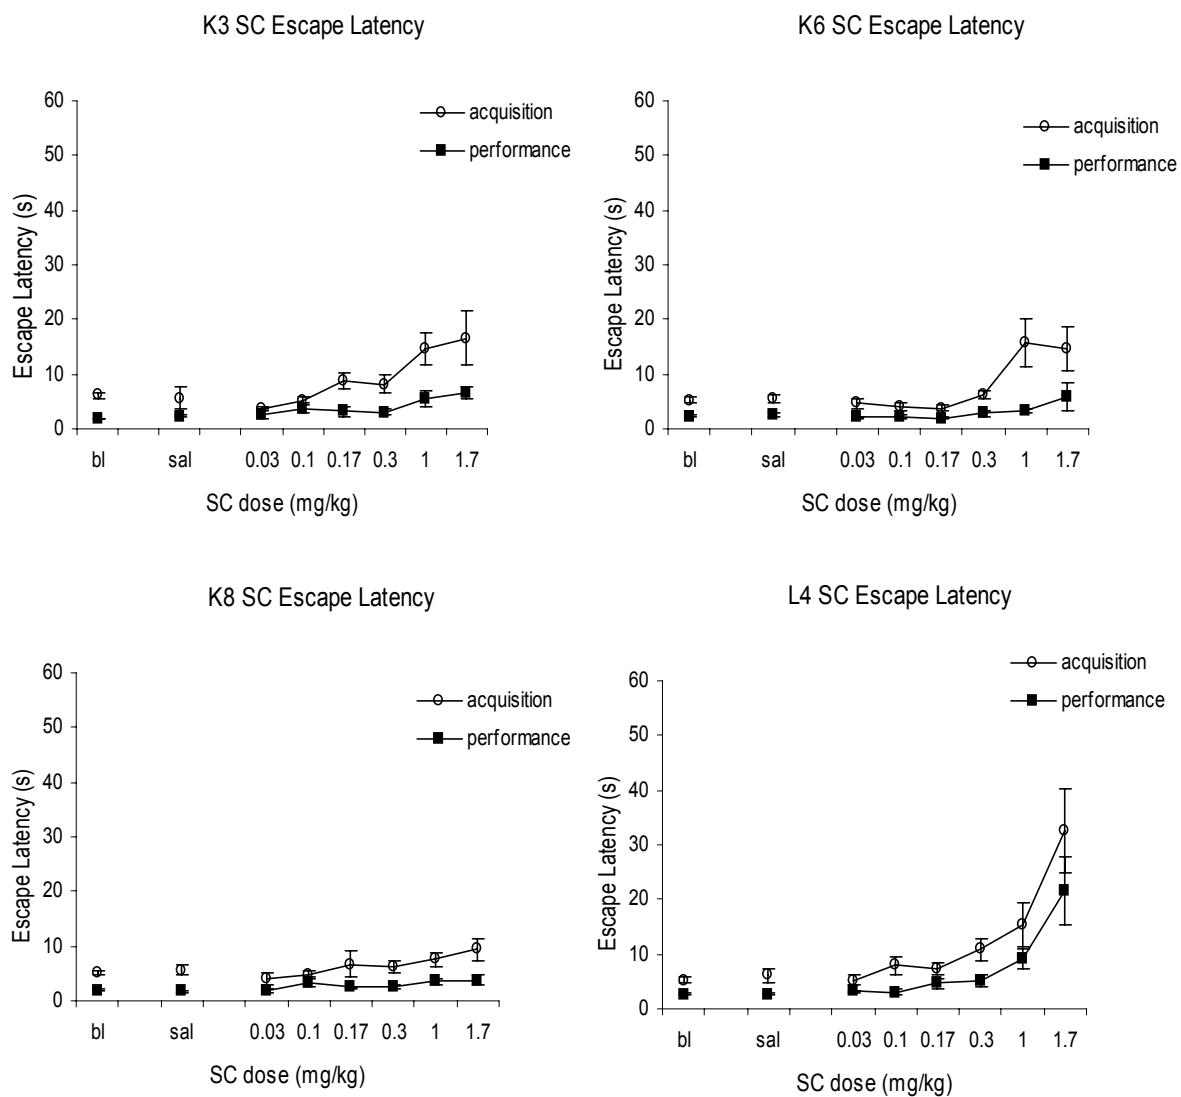 K3 SC Escape Latency
60
50
40
30
20
10
0
Escape Latency (s)
acquisition
performance
bl sal 0.03 0.1 0.17 0.3 1 1.7
SC dose (mg/kg)
K6 SC Escape Latency
60
50
40
30
20
10
0
Escape Latency (s)
acquisition
performance
bl sal 0.03 0.1 0.17 0.3 1 1.7
SC dose (mg/kg)
K8 SC Escape Latency
60
50
40
30
20
10
0
Escape Latency (s)
acquisition
performance
bl sal 0.03 0.1 0.17 0.3 1 1.7
SC dose (mg/kg)
L4 SC Escape Latency
60
50
40
30
20
10
0
Escape Latency (s)
acquisition
performance
bl sal 0.03 0.1 0.17 0.3 1 1.7
SC dose (mg/kg)